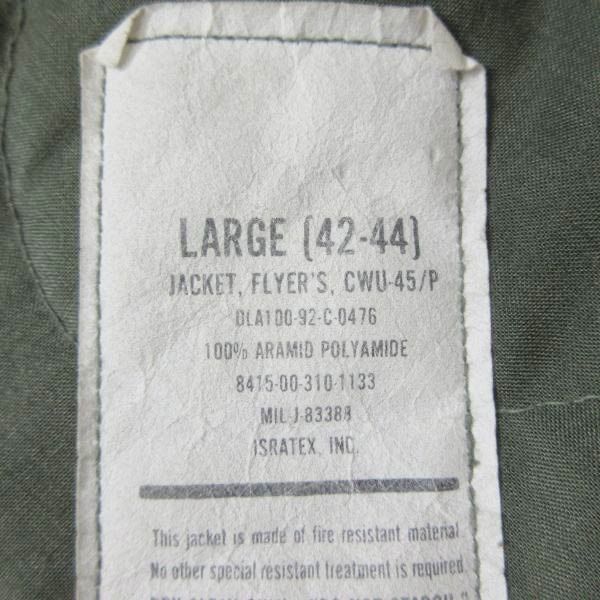 LARGE (42-44)
JACKET, FLYER'S, CWU-45/P
DLA100-92-C-0476
100% ARAMID POLYAMIDE
8415-00-310-1133
MIL-J-83388
ISRATEX, INC.
This jacket is made of fire resistant material
No other special resistant treatment is required.